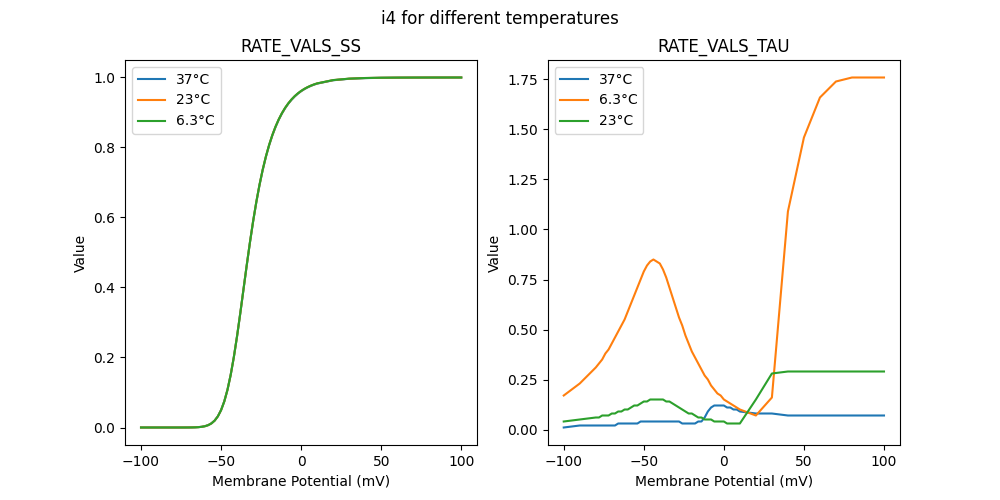 i4 for different temperatures
RATE_VALS_SS
37°C
23°C
6.3°C
Value
1.0
0.8
0.6
0.4
0.2
0.0
−100
−50
0
50
100
Membrane Potential (mV)
RATE_VALS_TAU
37°C
6.3°C
23°C
Value
1.75
1.50
1.25
1.00
0.75
0.50
0.25
0.00
−100
−50
0
50
100
Membrane Potential (mV)